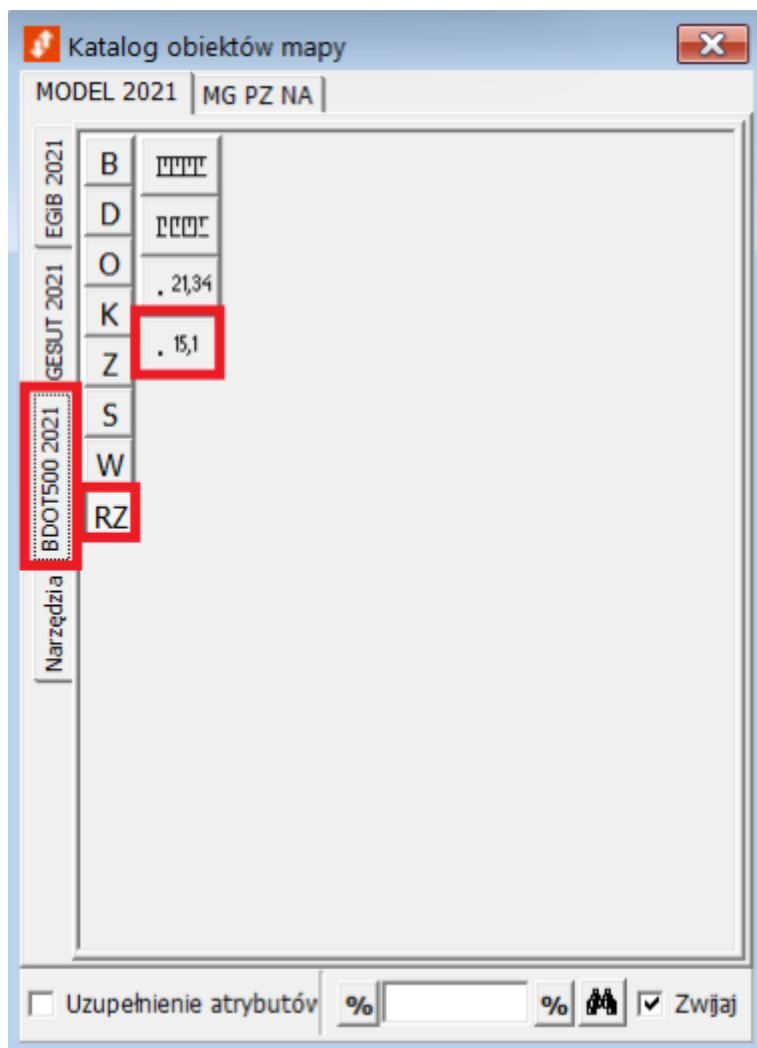 Katalog obiektów mapy
MODEL 2021
MG PZ NA
EGiB 2021
GESUT 2021
BDOT500 2021
Narzędzia
B
D
O
K
Z
S
W
RZ
. 21,34
. 15,1
Uzupełnienie atrybutów
%
%
Zwijaj